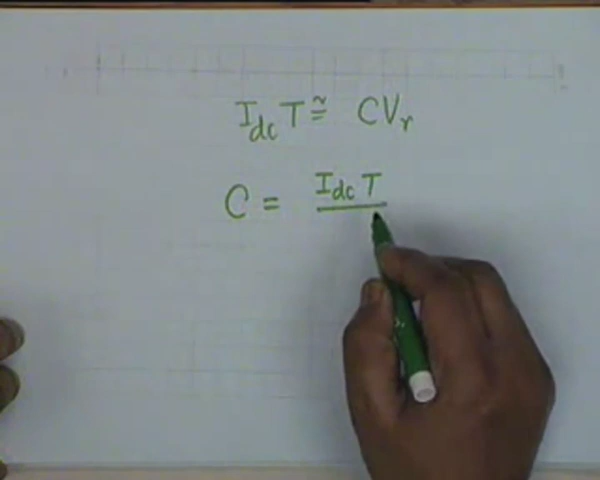 I_dc T ≅ CV_r
C = I_dc T